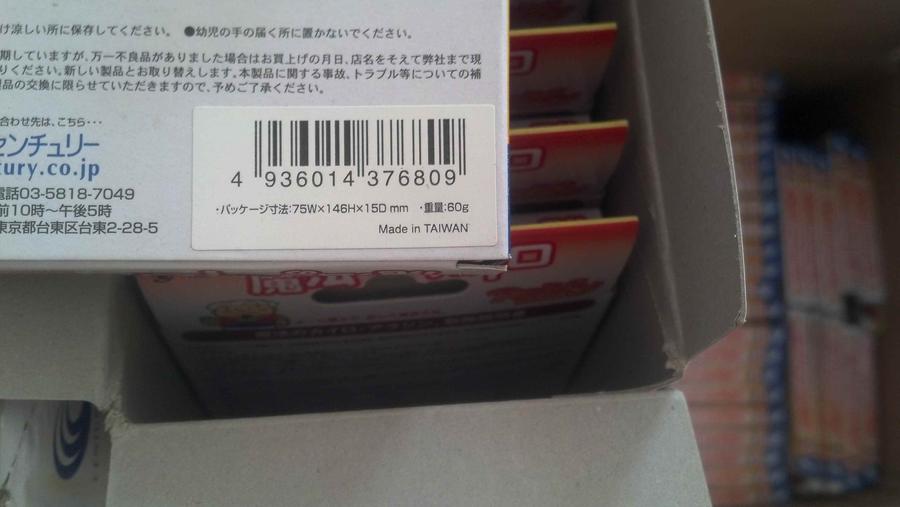 け涼しい所に保存してください。 ●幼児の手の届く所に置かないでください。
期していますが、万一不良品がありました場合はお買上げの月日、店名をそえて弊社まで現
りください。新しい製品とお取り替えします。本製品に関する事故、トラブル等についての補
製品の交換に限らせていただきますので、予めご了承ください。
合わせ先は、こちら・・・
センチュリー
tury.co.jp
電話03-5818-7049
前10時〜午後5時
東京都台東区台東2-28-5
4 936014 376809
・パッケージ寸法:75W×146H×15D mm ・重量:60g
Made in TAIWAN